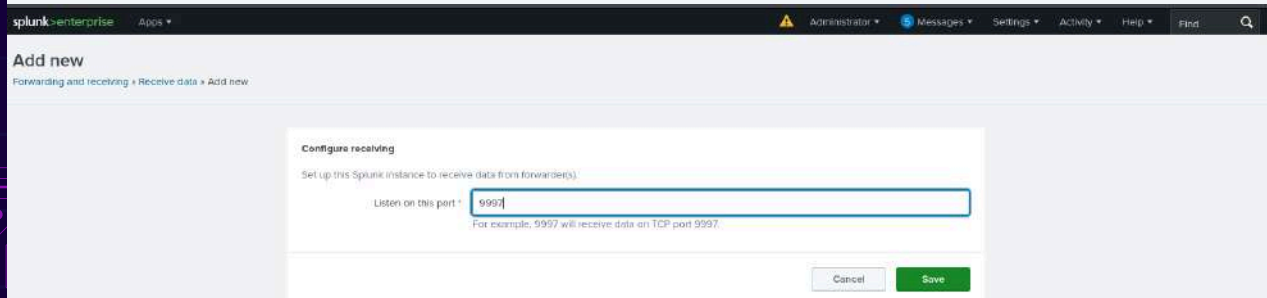 splunk>enterprise Apps Administrator 5 Messages Settings Activity Help Find
Add new
Forwarding and receiving » Receive data » Add new
Configure receiving
Set up this Splunk instance to receive data from forwarder(s).
Listen on this port * 9997
For example, 9997 will receive data on TCP port 9997.
Cancel Save